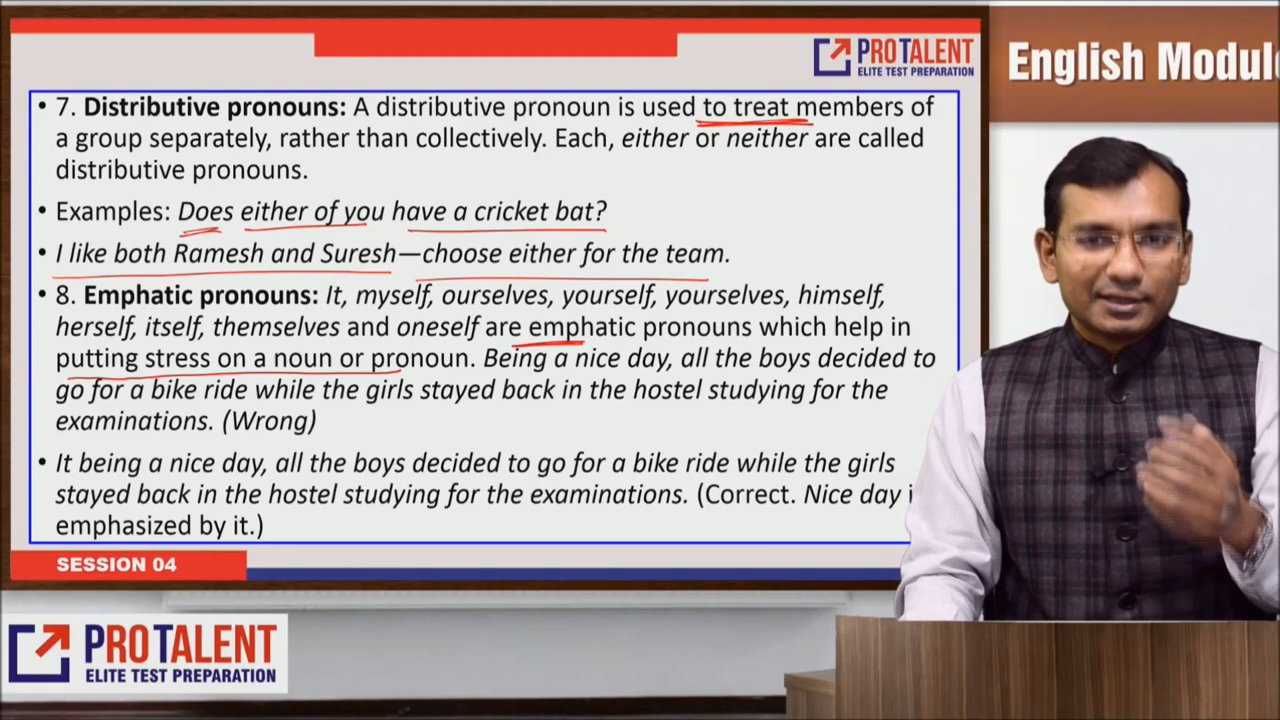 PROTALENT
ELITE TEST PREPARATION
English Module
• 7. Distributive pronouns: A distributive pronoun is used to treat members of
a group separately, rather than collectively. Each, either or neither are called
distributive pronouns.
• Examples: Does either of you have a cricket bat?
• I like both Ramesh and Suresh—choose either for the team.
• 8. Emphatic pronouns: It, myself, ourselves, yourself, yourselves, himself,
herself, itself, themselves and oneself are emphatic pronouns which help in
putting stress on a noun or pronoun. Being a nice day, all the boys decided to
go for a bike ride while the girls stayed back in the hostel studying for the
examinations. (Wrong)
• It being a nice day, all the boys decided to go for a bike ride while the girls
stayed back in the hostel studying for the examinations. (Correct. Nice day i
emphasized by it.)
SESSION 04
PROTALENT
ELITE TEST PREPARATION